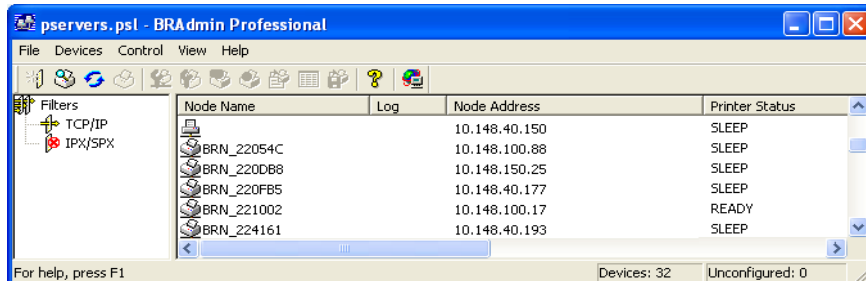 pservers.psl - BRAdmin Professional
File Devices Control View Help
Filters
TCP/IP
IPX/SPX
Node Name Log Node Address Printer Status
10.148.40.150 SLEEP
BRN_22054C 10.148.100.88 SLEEP
BRN_220DB8 10.148.150.25 SLEEP
BRN_220FB5 10.148.40.177 SLEEP
BRN_221002 10.148.100.17 READY
BRN_224161 10.148.40.193 SLEEP
For help, press F1 Devices: 32 Unconfigured: 0